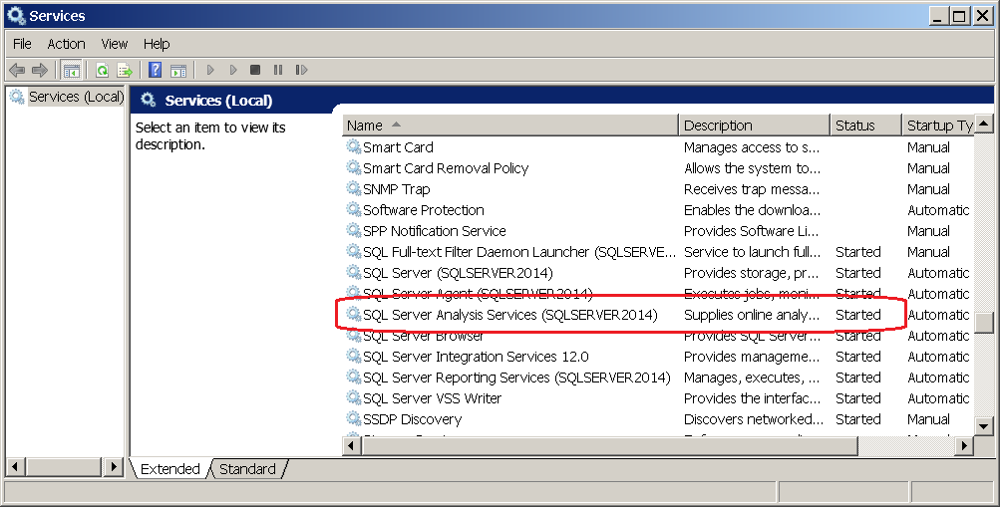 Services
File Action View Help
Services (Local)
Services (Local)
Select an item to view its
description.
Name Description Status Startup Ty
Smart Card Manages access to s... Manual
Smart Card Removal Policy Allows the system to... Manual
SNMP Trap Receives trap messa... Manual
Software Protection Enables the downloa... Automatic
SPP Notification Service Provides Software Li... Manual
SQL Full-text Filter Daemon Launcher (SQLSERVE... Service to launch full... Started Manual
SQL Server (SQLSERVER2014) Provides storage, pr... Started Automatic
SQL Server Agent (SQLSERVER2014) Executes jobs, moni... Started Automatic
SQL Server Analysis Services (SQLSERVER2014) Supplies online analy... Started Automatic
SQL Server Browser Provides SQL Server... Started Automatic
SQL Server Integration Services 12.0 Provides manageme... Started Automatic
SQL Server Reporting Services (SQLSERVER2014) Manages, executes, ... Started Automatic
SQL Server VSS Writer Provides the interfac... Started Automatic
SSDP Discovery Discovers networked... Started Manual
Extended Standard